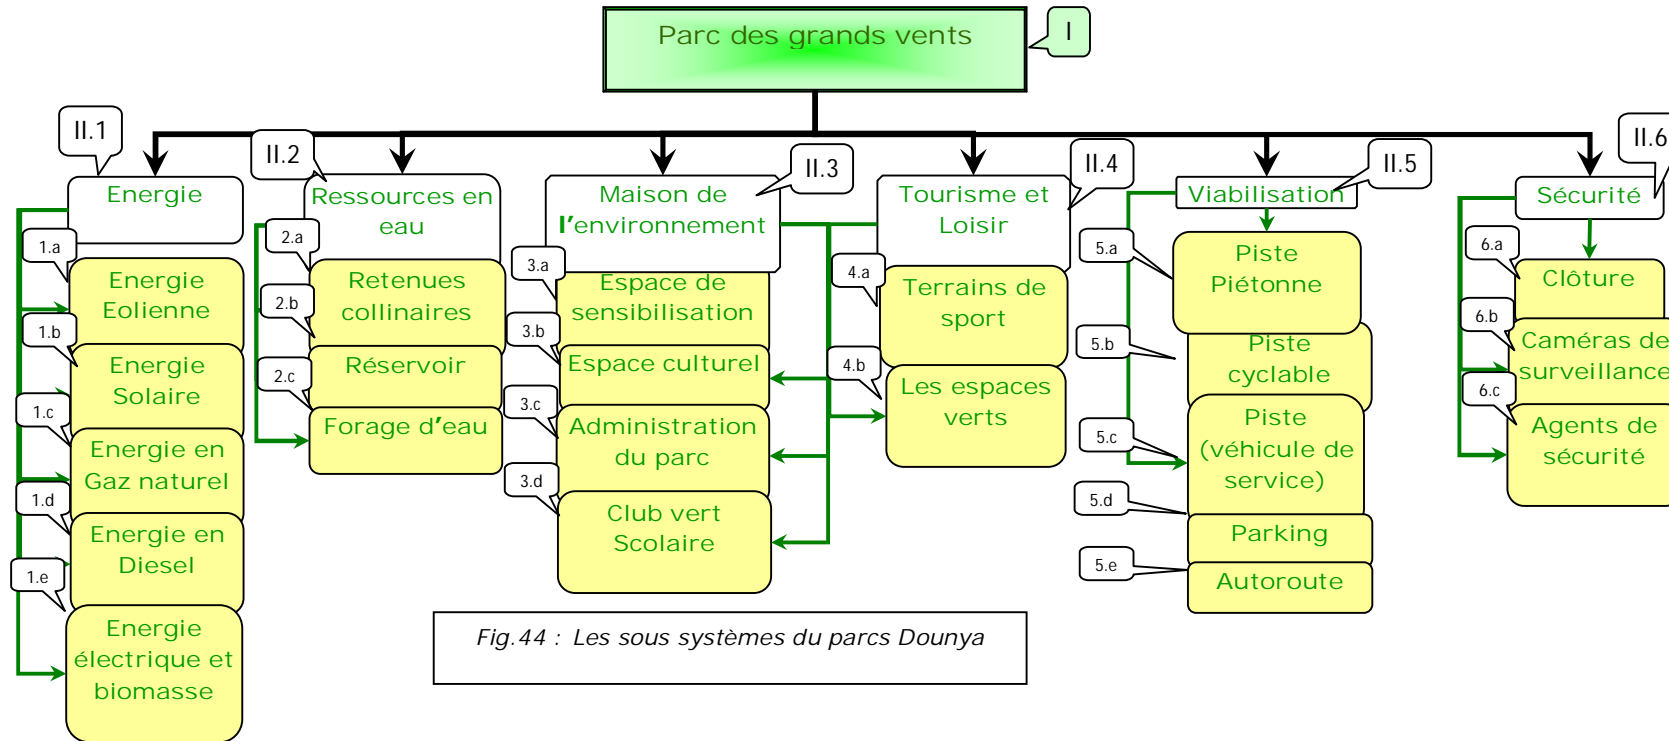 Parc des grands vents
I
II.1
Energie
1.a
Energie
Eolienne
1.b
Energie
Solaire
1.c
Energie en
Gaz naturel
1.d
Energie en
Diesel
1.e
Energie
électrique et
biomasse
II.2
Ressources en
eau
2.a
Retenues
collinaires
2.b
Réservoir
2.c
Forage d'eau
II.3
Maison de
l'environnement
3.a
Espace de
sensibilisation
3.b
Espace culturel
3.c
Administration
du parc
3.d
Club vert
Scolaire
II.4
Tourisme et
Loisir
4.a
Terrains de
sport
4.b
Les espaces
verts
II.5
Viabilisation
5.a
Piste
Piétonne
5.b
Piste
cyclable
5.c
Piste
(véhicule de
service)
5.d
Parking
5.e
Autoroute
II.6
Sécurité
6.a
Clôture
6.b
Caméras de
surveillance
6.c
Agents de
sécurité
Fig.44 : Les sous systèmes du parcs Dounya